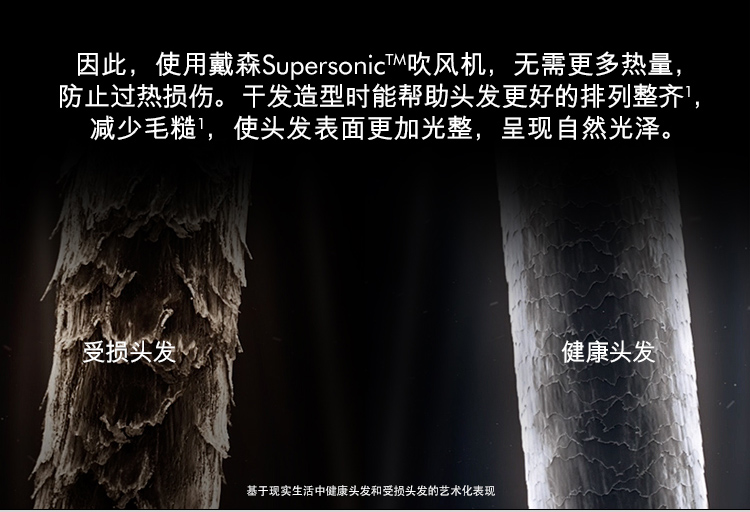 因此，使用戴森Supersonic™吹风机，无需更多热量，
防止过热损伤。干发造型时能帮助头发更好的排列整齐¹，
减少毛糙¹，使头发表面更加光整，呈现自然光泽。
受损头发
健康头发
基于现实生活中健康头发和受损头发的艺术化表现